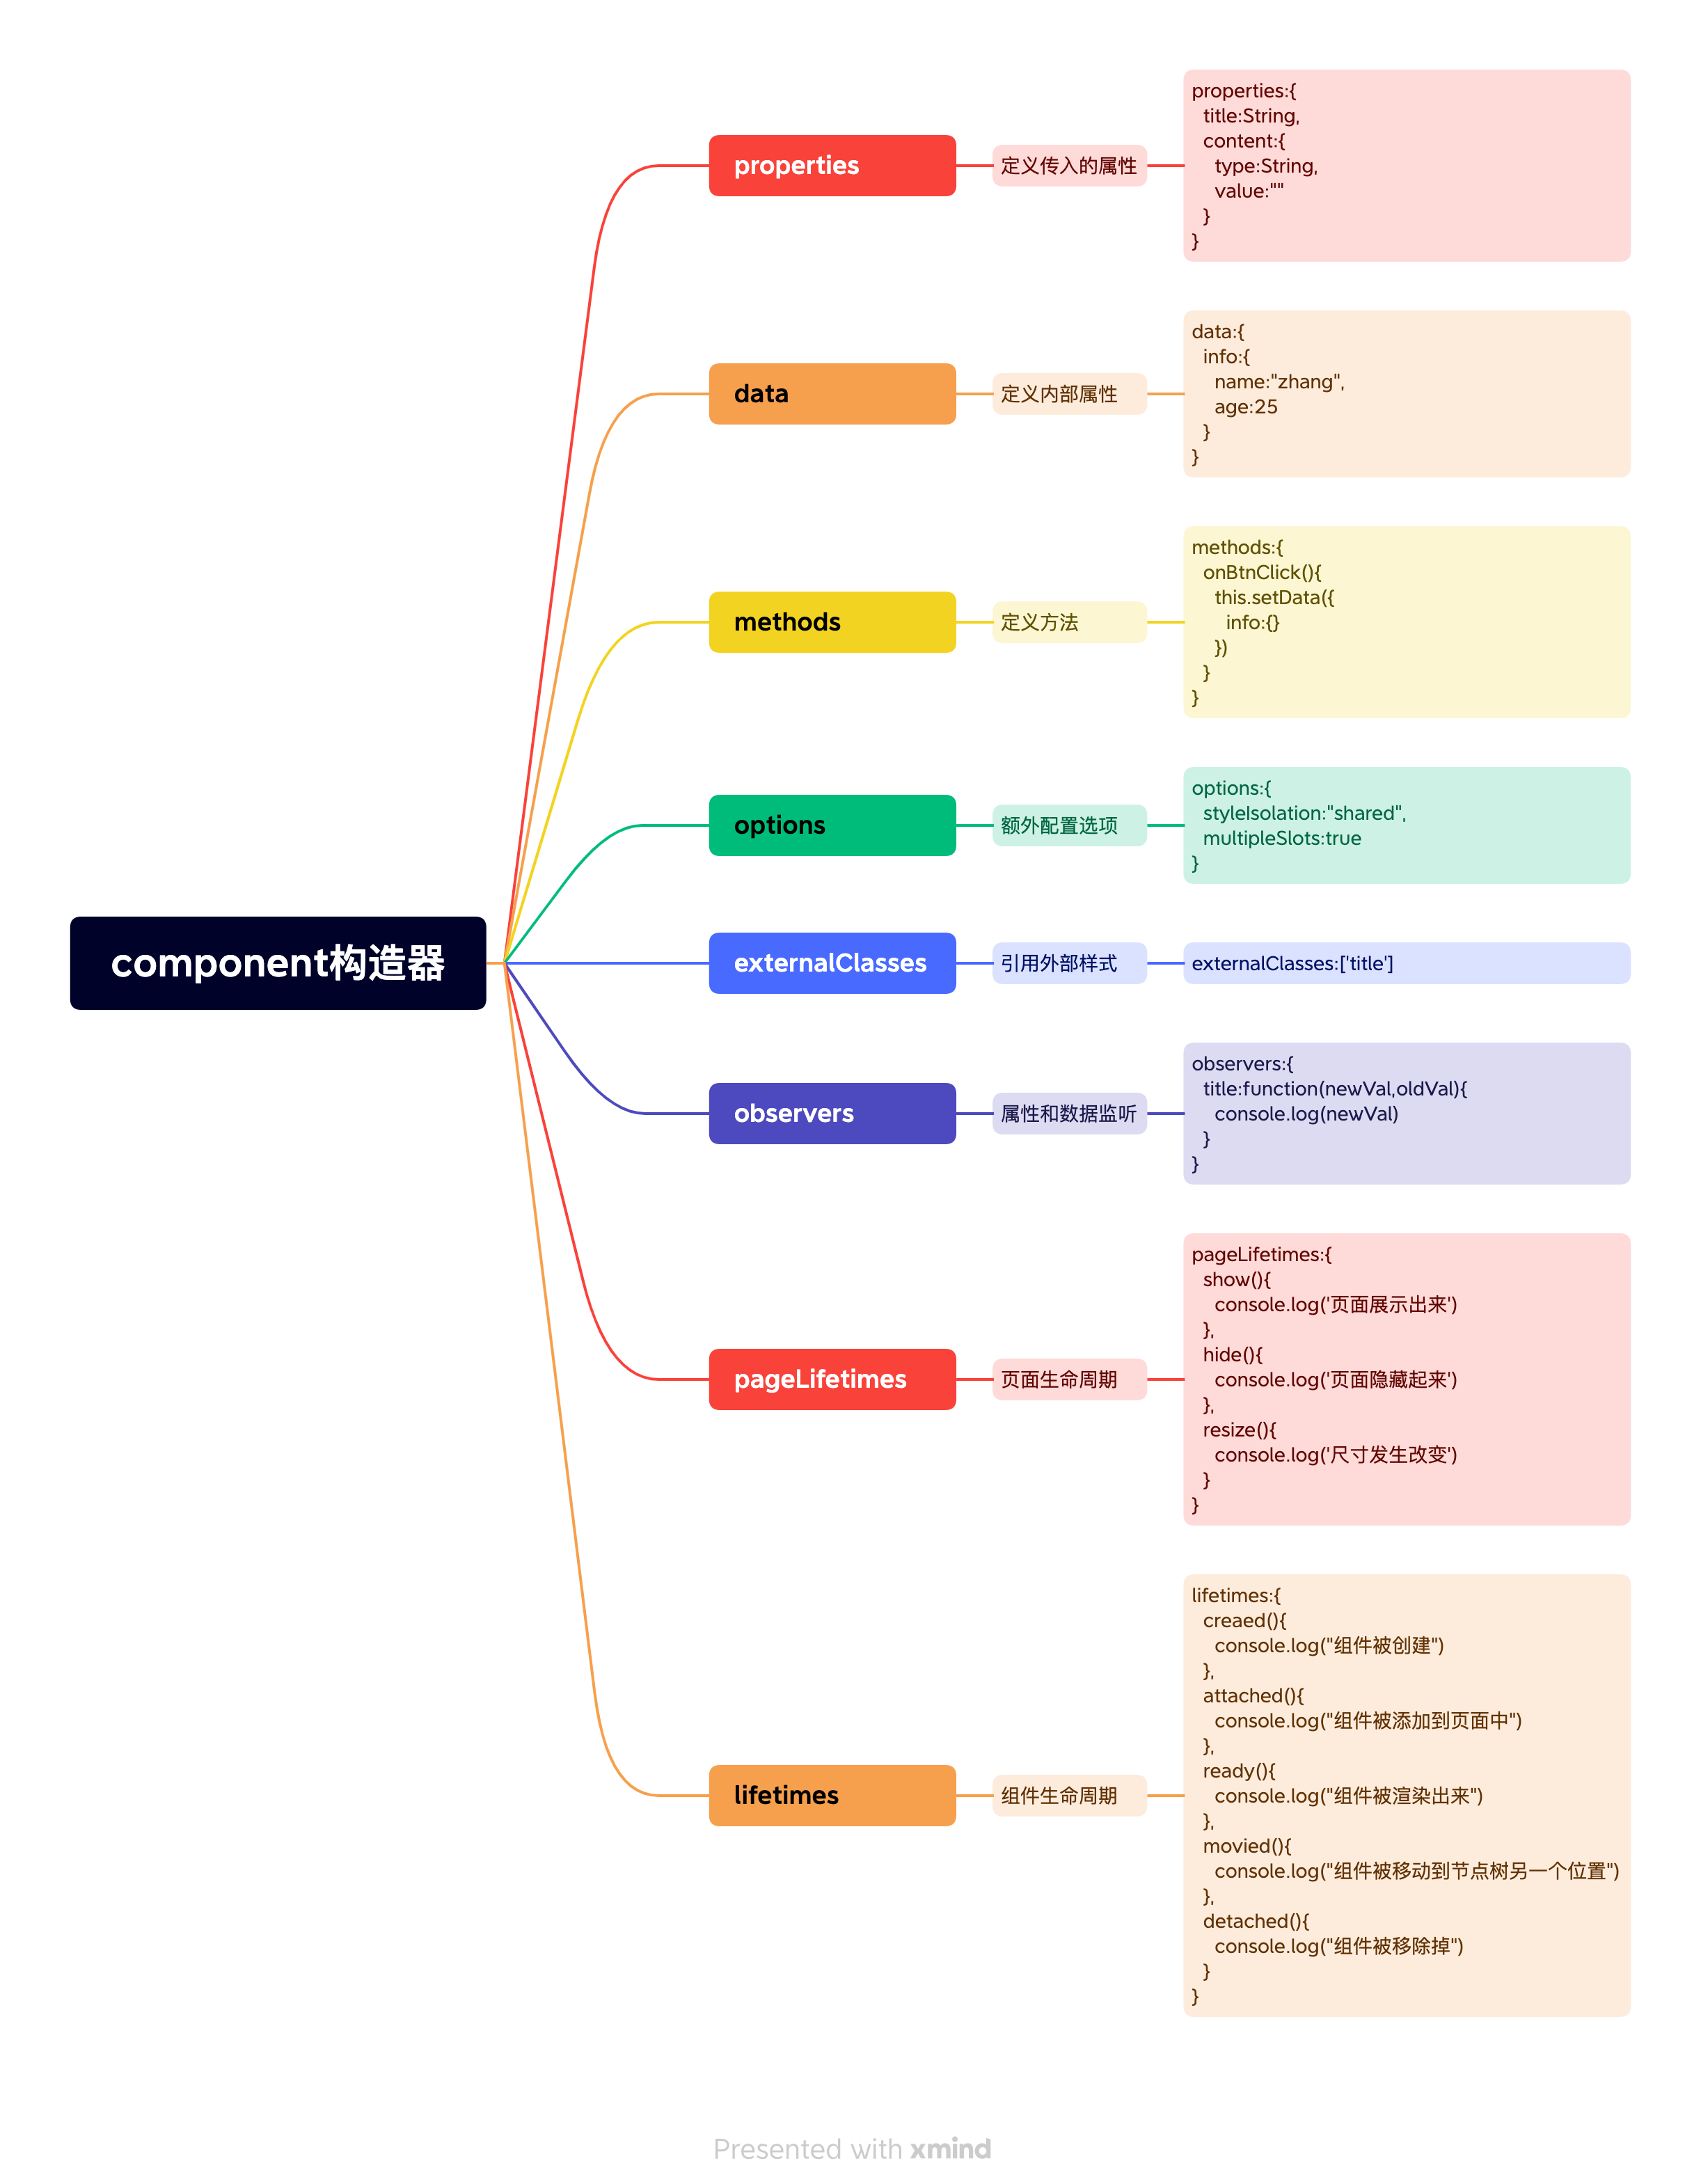 component构造器
properties
定义传入的属性
properties:{
  title:String,
  content:{
    type:String,
    value:""
  }
}
data
定义内部属性
data:{
  info:{
    name:"zhang",
    age:25
  }
}
methods
定义方法
methods:{
  onBtnClick(){
    this.setData({
      info:{}
    })
  }
}
options
额外配置选项
options:{
  styleIsolation:"shared",
  multipleSlots:true
}
externalClasses
引用外部样式
externalClasses:['title']
observers
属性和数据监听
observers:{
  title:function(newVal,oldVal){
    console.log(newVal)
  }
}
pageLifetimes
页面生命周期
pageLifetimes:{
  show(){
    console.log('页面展示出来')
  },
  hide(){
    console.log('页面隐藏起来')
  },
  resize(){
    console.log('尺寸发生改变')
  }
}
lifetimes
组件生命周期
lifetimes:{
  creaed(){
    console.log("组件被创建")
  },
  attached(){
    console.log("组件被添加到页面中")
  },
  ready(){
    console.log("组件被渲染出来")
  },
  movied(){
    console.log("组件被移动到节点树另一个位置")
  },
  detached(){
    console.log("组件被移除掉")
  }
}
Presented with xmind